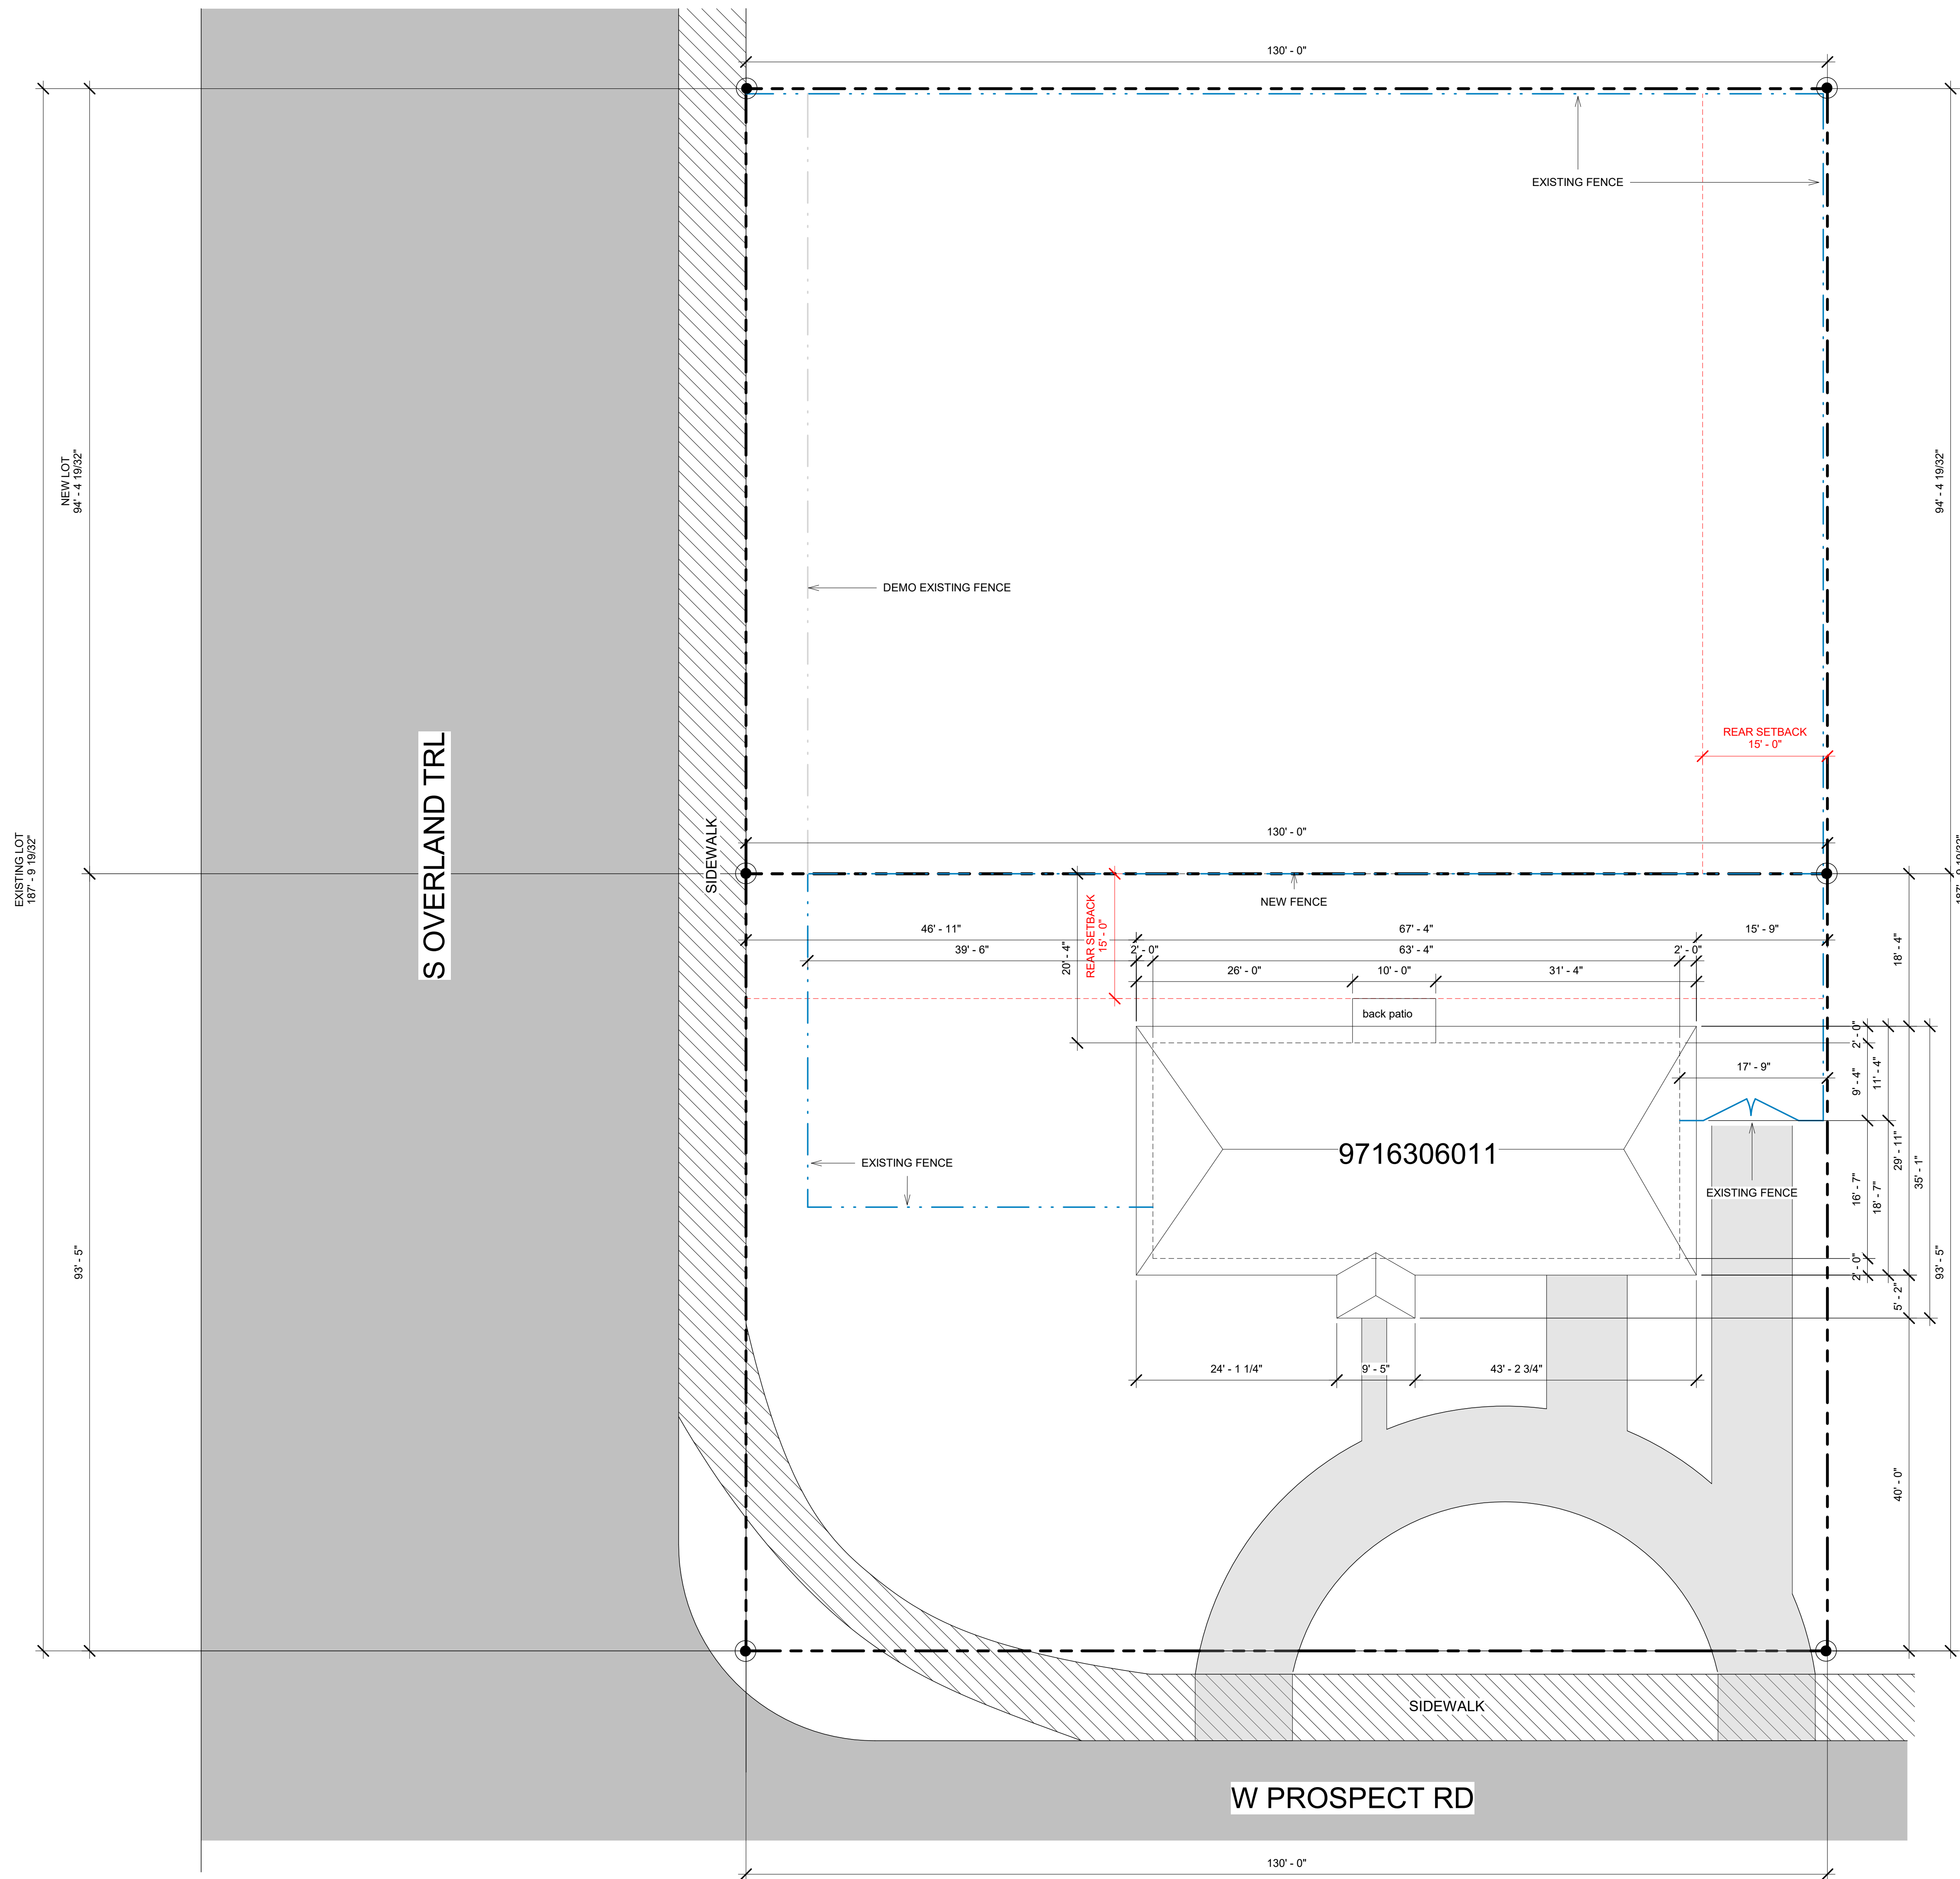 130' - 0"
EXISTING FENCE
NEW LOT
94' - 4 19/32"
94' - 4 19/32"
DEMO EXISTING FENCE
REAR SETBACK
15' - 0"
S OVERLAND TRL
SIDEWALK
EXISTING LOT
187' - 9 19/32"
187' - 9 19/32"
130' - 0"
NEW FENCE
REAR SETBACK
15' - 0"
20' - 4"
46' - 11"
67' - 4"
15' - 9"
39' - 6"
2' - 0"
63' - 4"
2' - 0"
26' - 0"
10' - 0"
31' - 4"
18' - 4"
back patio
2' - 0"
17' - 9"
9' - 4"
11' - 4"
9716306011
EXISTING FENCE
EXISTING FENCE
29' - 11"
35' - 1"
16' - 7"
18' - 7"
93' - 5"
93' - 5"
2' - 0"
5' - 2"
24' - 1 1/4"
9' - 5"
43' - 2 3/4"
40' - 0"
SIDEWALK
W PROSPECT RD
130' - 0"